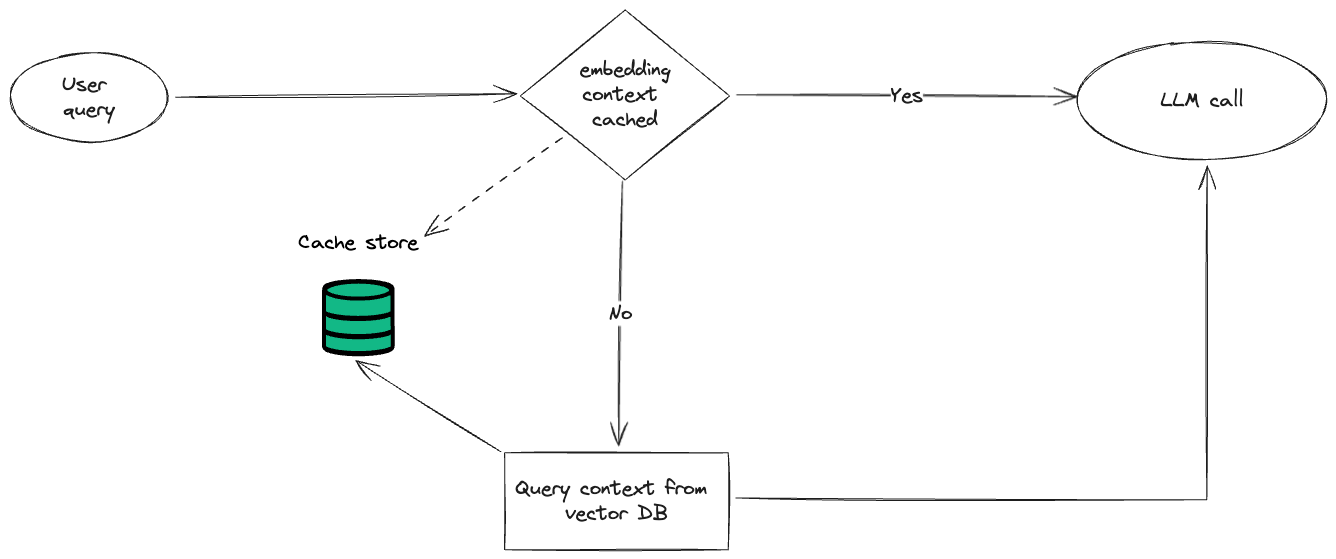 User
query
embedding
context
cached
Yes
LLM call
Cache store
No
Query context from
vector DB